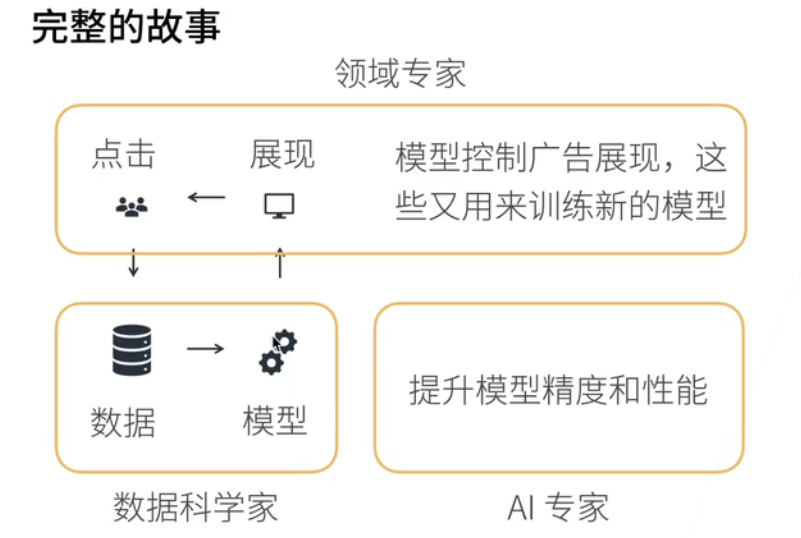 完整的故事
领域专家
点击
展现
模型控制广告展现，这
些又用来训练新的模型
数据
模型
提升模型精度和性能
数据科学家
AI 专家